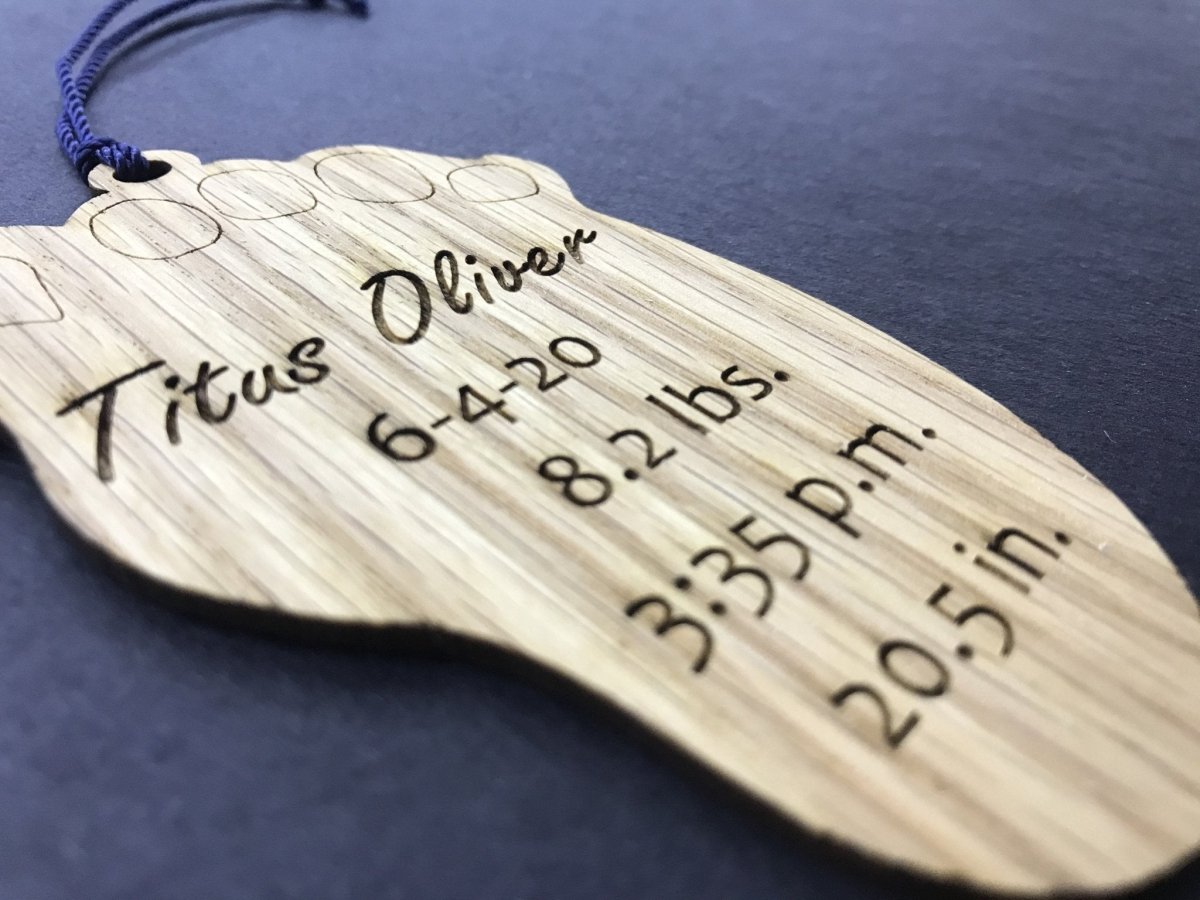 Titus Oliver
6-4-20
8.2 lbs.
3:35 p.m.
20.5 in.